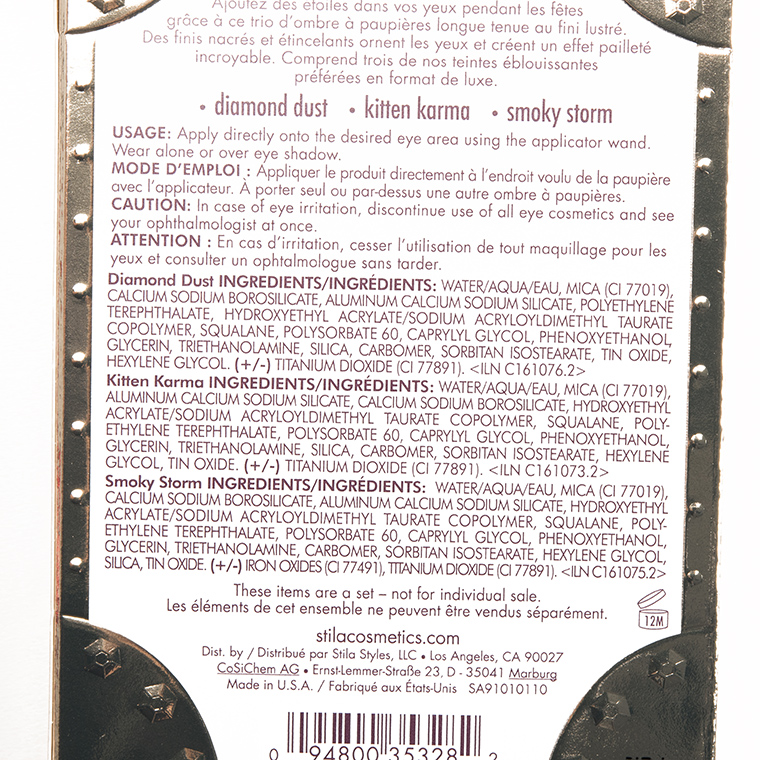 Ajoutez des étoiles dans vos yeux pendant les fêtes
grâce à ce trio d'ombre à paupières longue tenue au fini lustré.
Des finis nacrés et étincelants ornent les yeux et créent un effet pailleté
incroyable. Comprend trois de nos teintes éblouissantes
préférées en format de luxe.
• diamond dust • kitten karma • smoky storm
USAGE: Apply directly onto the desired eye area using the applicator wand.
Wear alone or over eye shadow.
MODE D'EMPLOI : Appliquer le produit directement à l'endroit voulu de la paupière
avec l'applicateur. À porter seul ou par-dessus une autre ombre à paupières.
CAUTION: In case of eye irritation, discontinue use of all eye cosmetics and see
your ophthalmologist at once.
ATTENTION : En cas d'irritation, cesser l'utilisation de tout maquillage pour les
yeux et consulter un ophtalmologue sans tarder.
Diamond Dust INGREDIENTS/INGRÉDIENTS: WATER/AQUA/EAU, MICA (CI 77019),
CALCIUM SODIUM BOROSILICATE, ALUMINUM CALCIUM SODIUM SILICATE, POLYETHYLENE
TEREPHTHALATE, HYDROXYETHYL ACRYLATE/SODIUM ACRYLOYLDIMETHYL TAURATE
COPOLYMER, SQUALANE, POLYSORBATE 60, CAPRYLYL GLYCOL, PHENOXYETHANOL,
GLYCERIN, TRIETHANOLAMINE, SILICA, CARBOMER, SORBITAN ISOSTEARATE, TIN OXIDE,
HEXYLENE GLYCOL. (+/-) TITANIUM DIOXIDE (CI 77891). <ILN C161076.2>
Kitten Karma INGREDIENTS/INGRÉDIENTS: WATER/AQUA/EAU, MICA (CI 77019),
ALUMINUM CALCIUM SODIUM SILICATE, CALCIUM SODIUM BOROSILICATE, HYDROXYETHYL
ACRYLATE/SODIUM ACRYLOYLDIMETHYL TAURATE COPOLYMER, SQUALANE, POLY-
ETHYLENE TEREPHTHALATE, POLYSORBATE 60, CAPRYLYL GLYCOL, PHENOXYETHANOL,
GLYCERIN, TRIETHANOLAMINE, SILICA, CARBOMER, SORBITAN ISOSTEARATE, HEXYLENE
GLYCOL, TIN OXIDE. (+/-) TITANIUM DIOXIDE (CI 77891). <ILN C161073.2>
Smoky Storm INGREDIENTS/INGRÉDIENTS: WATER/AQUA/EAU, MICA (CI 77019),
CALCIUM SODIUM BOROSILICATE, ALUMINUM CALCIUM SODIUM SILICATE, HYDROXYETHYL
ACRYLATE/SODIUM ACRYLOYLDIMETHYL TAURATE COPOLYMER, SQUALANE, POLY-
ETHYLENE TEREPHTHALATE, POLYSORBATE 60, CAPRYLYL GLYCOL, PHENOXYETHANOL,
GLYCERIN, TRIETHANOLAMINE, CARBOMER, SORBITAN ISOSTEARATE, HEXYLENE GLYCOL,
SILICA, TIN OXIDE. (+/-) IRON OXIDES (CI 77491), TITANIUM DIOXIDE (CI 77891). <ILN C161075.2>
These items are a set – not for individual sale.
Les éléments de cet ensemble ne peuvent être vendus séparément.
12M
stilacosmetics.com
Dist. by / Distribué par Stila Styles, LLC • Los Angeles, CA 90027
CoSiChem AG • Ernst-Lemmer-Straße 23, D - 35041 Marburg
Made in U.S.A. / Fabriqué aux États-Unis SA91010110
0 94800 35328 2